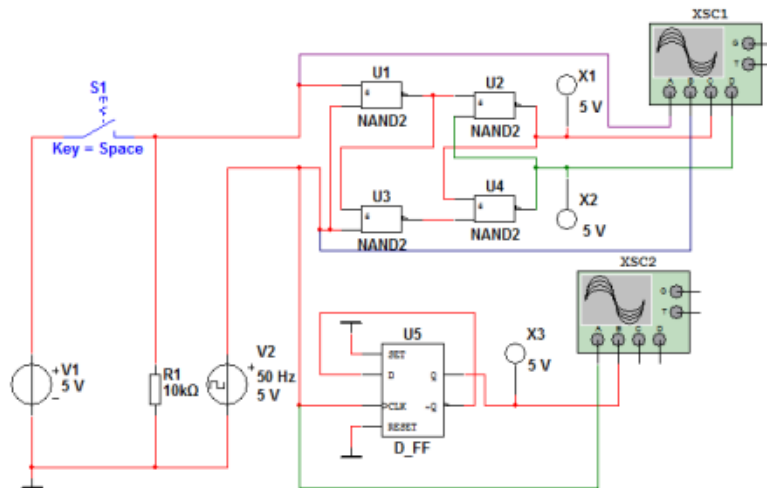 XSC1
G
T
A B C D
S1
Key = Space
U1
&
NAND2
U2
&
NAND2
X1
5 V
U3
&
NAND2
U4
&
NAND2
X2
5 V
XSC2
G
T
A B C D
V1
5 V
R1
10kΩ
V2
50 Hz
5 V
U5
SET
D Q
CLK ~Q
RESET
D_FF
X3
5 V